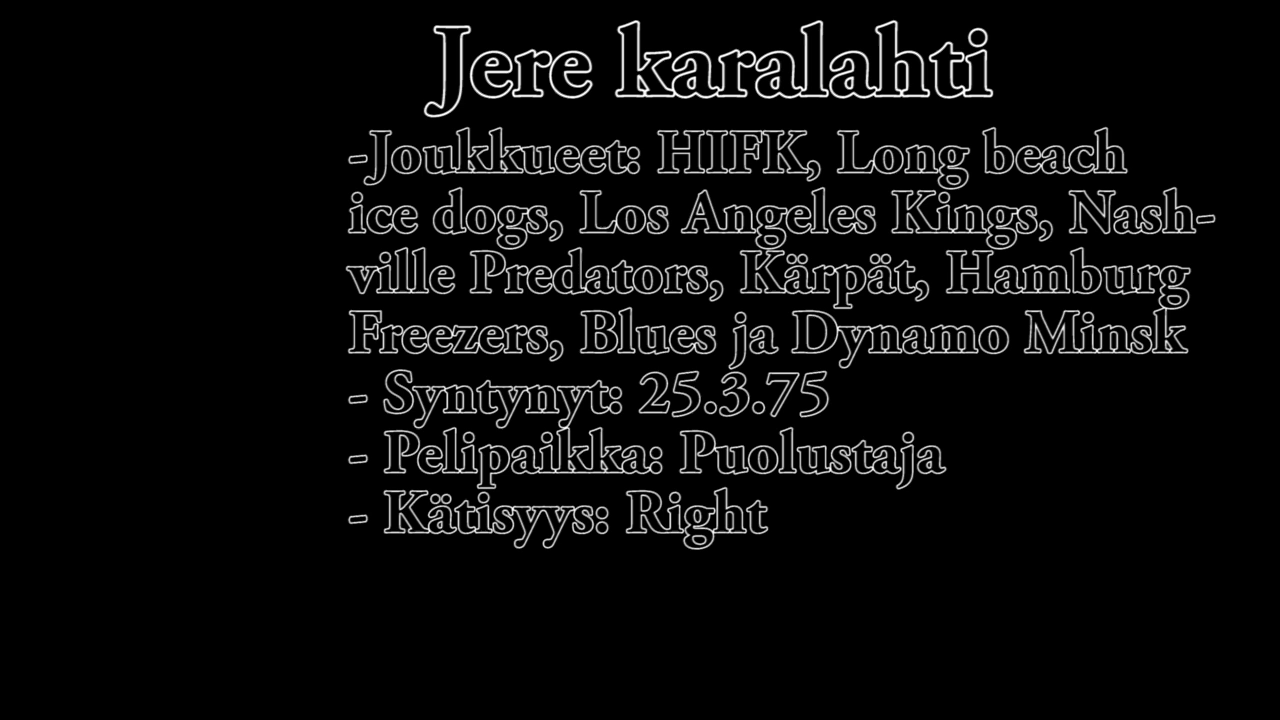 Jere karalahti
-Joukkueet: HIFK, Long beach
ice dogs, Los Angeles Kings, Nash-
ville Predators, Kärpät, Hamburg
Freezers, Blues ja Dynamo Minsk
- Syntynyt: 25.3.75
- Pelipaikka: Puolustaja
- Kätisyys: Right